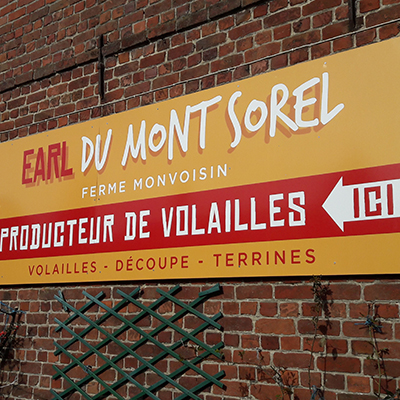 EARL DU MONT SOREL
FERME MONVOISIN
PRODUCTEUR DE VOLAILLES ICI
VOLAILLES - DÉCOUPE - TERRINES